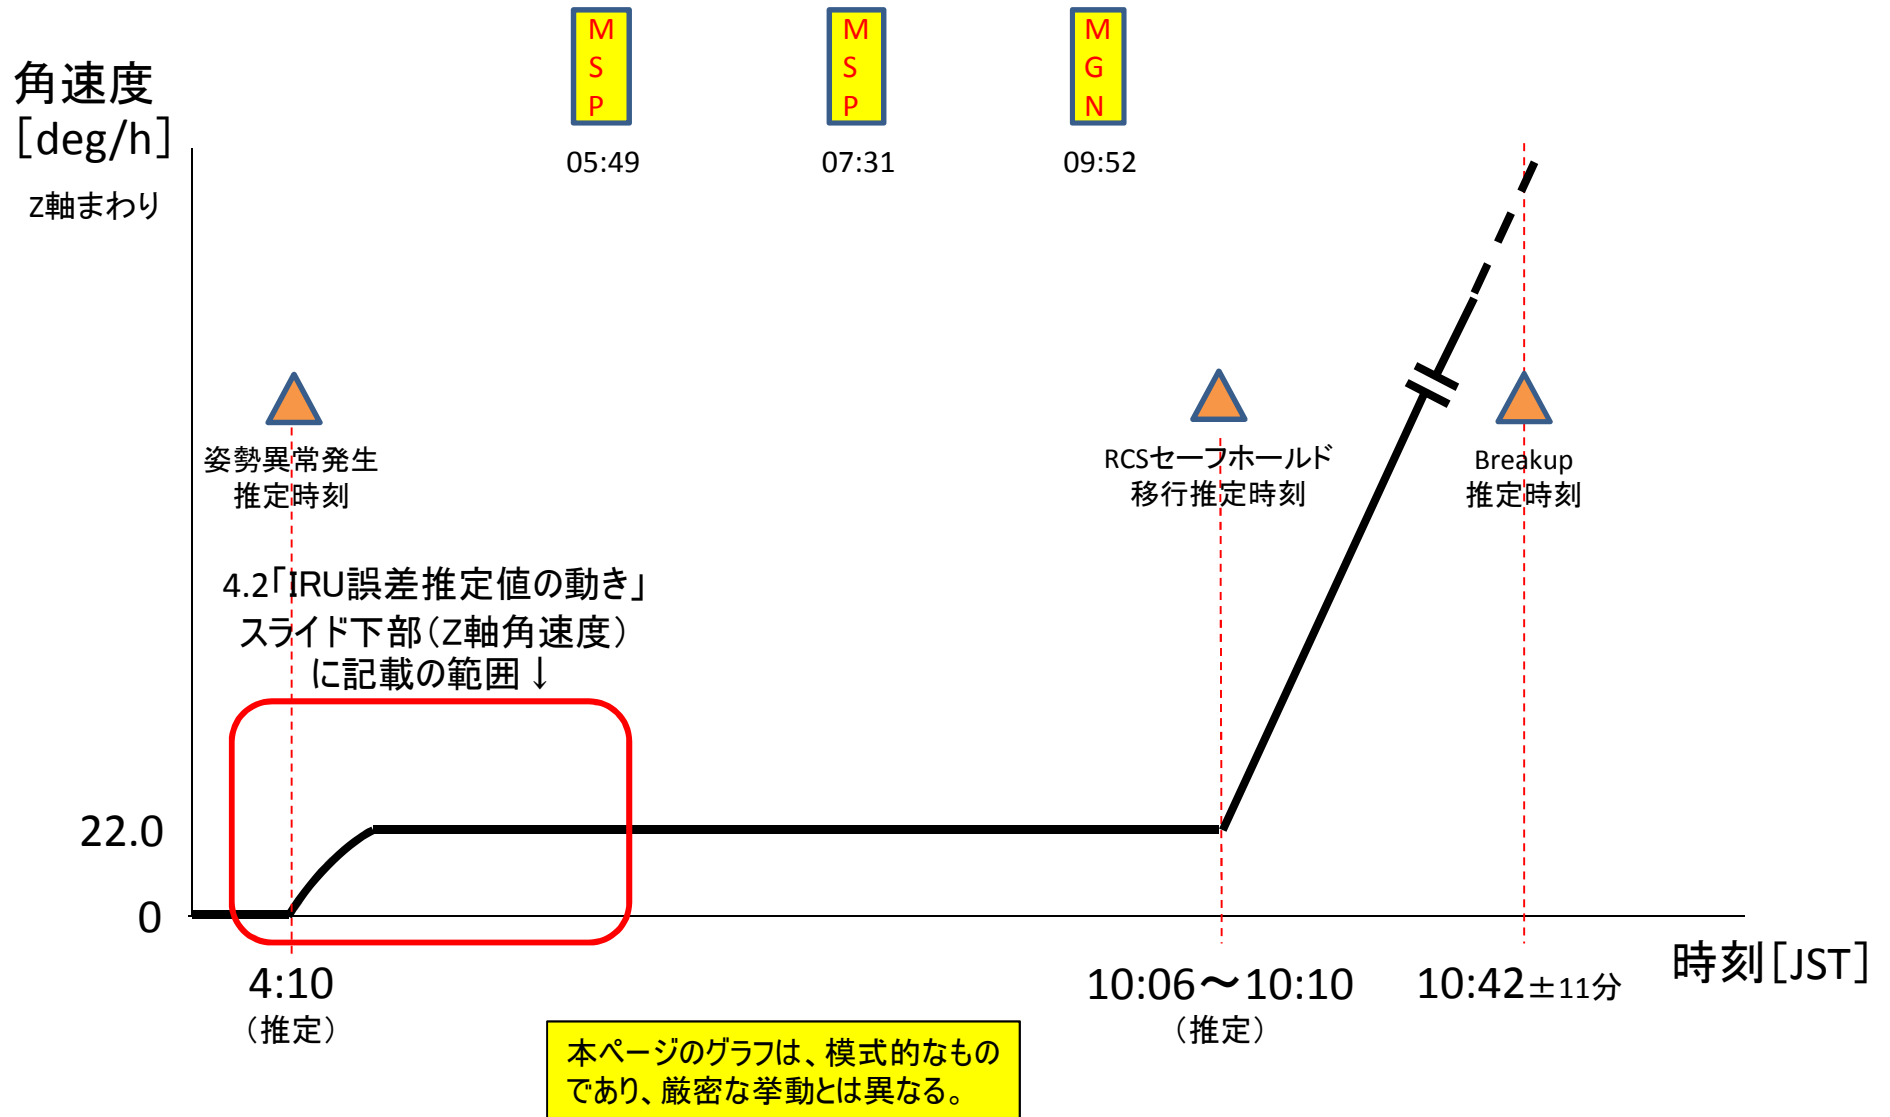 M
S
P
M
S
P
M
G
N
05:49
07:31
09:52
角速度
[deg/h]
Z軸まわり
姿勢異常発生
推定時刻
RCSセーフホールド
移行推定時刻
Breakup
推定時刻
4.2「IRU誤差推定値の動き」
スライド下部(Z軸角速度)
に記載の範囲↓
22.0
0
4:10
(推定)
10:06～10:10
(推定)
10:42±11分
時刻[JST]
本ページのグラフは、模式的なもの
であり、厳密な挙動とは異なる。